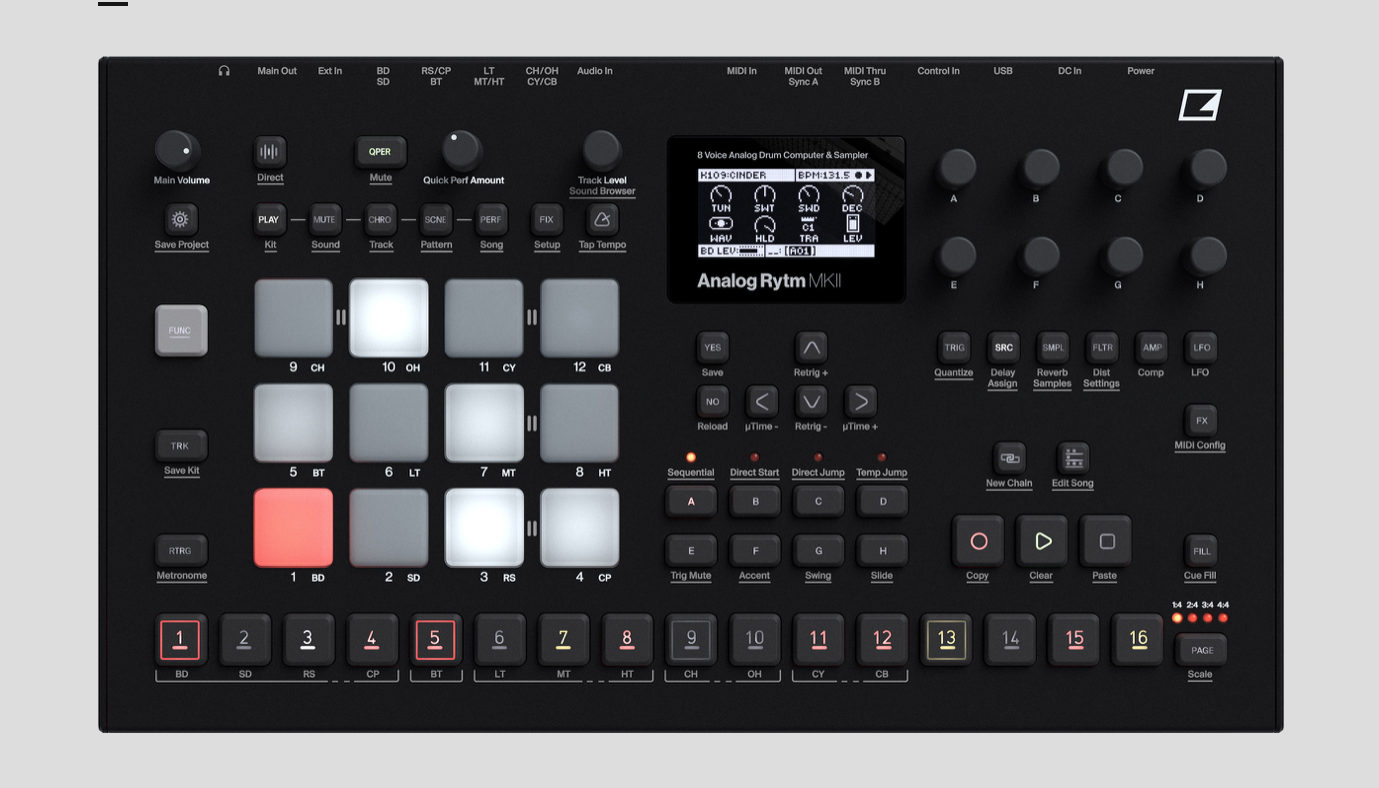 Main Out Ext In BD RS/CP LT CH/OH Audio In MIDI In MIDI Out MIDI Thru Control In USB DC In Power
SD BT MT/HT CY/CB Sync A Sync B
QPER
Main Volume Direct Mute Quick Perf Amount Track Level
Sound Browser
PLAY MUTE CHRO SCNE PERF FIX
Save Project Kit Sound Track Pattern Song Setup Tap Tempo
8 Voice Analog Drum Computer & Sampler
K109:CINDER BPM:131.5
TUN SWT SWD DEC
C1
WAV HLD TRA LEV
BD LEV: --: [A01]
Analog Rytm MKII
A B C D
E F G H
FUNC
9 CH 10 OH 11 CY 12 CB
YES
Save Retrig +
NO
Reload µTime - Retrig - µTime +
TRIG SRC SMPL FLTR AMP LFO
Quantize Delay Reverb Dist Comp LFO
Assign Samples Settings
FX
MIDI Config
TRK
Save Kit
5 BT 6 LT 7 MT 8 HT
Sequential Direct Start Direct Jump Temp Jump
A B C D
New Chain Edit Song
RTRG
Metronome
1 BD 2 SD 3 RS 4 CP
E F G H
Trig Mute Accent Swing Slide
Copy Clear Paste
FILL
Cue Fill
1:4 2:4 3:4 4:4
1 2 3 4 5 6 7 8 9 10 11 12 13 14 15 16
PAGE
BD SD RS CP BT LT MT HT CH OH CY CB
Scale